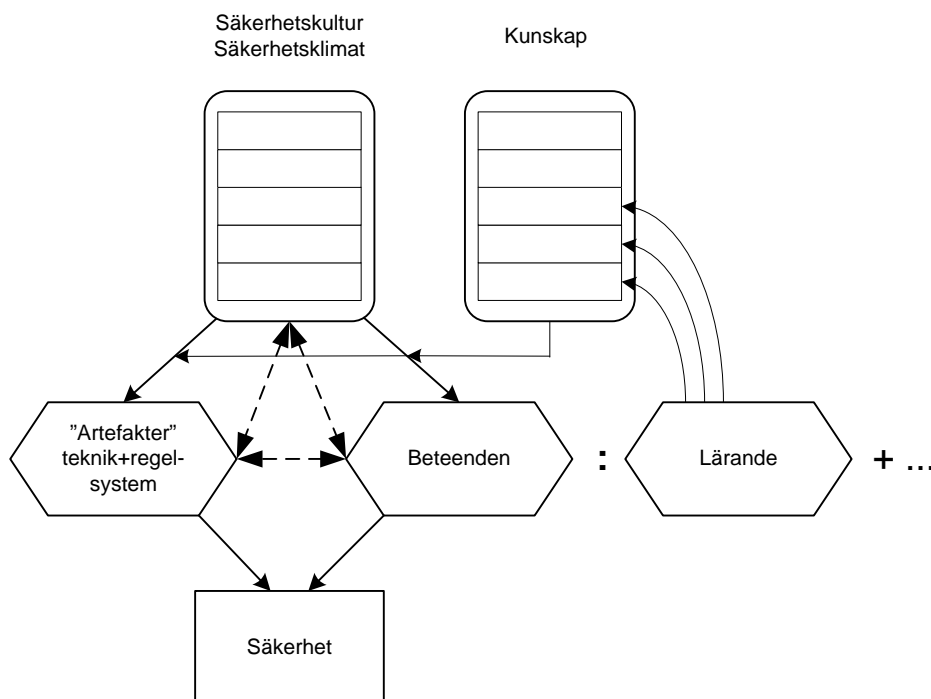 Säkerhetskultur
Säkerhetsklimat
Kunskap
”Artefakter”
teknik+regel-
system
Beteenden
:
Lärande
+ ...
Säkerhet